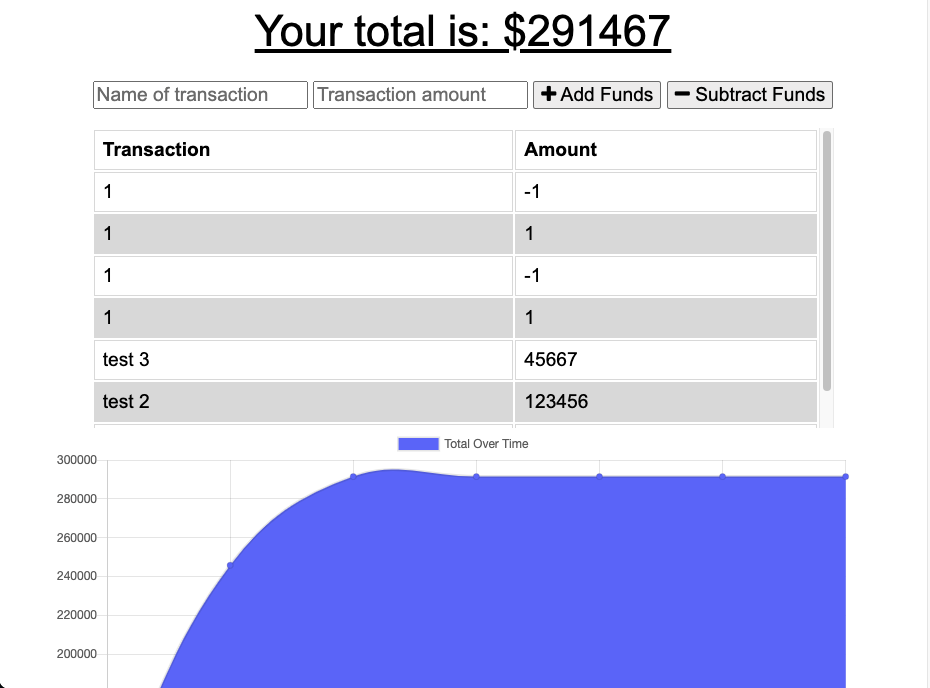 Your total is: $291467
Name of transaction Transaction amount Add Funds Subtract Funds
Transaction Amount
1 -1
1 1
1 -1
1 1
test 3 45667
test 2 123456
Total Over Time
300000
280000
260000
240000
220000
200000